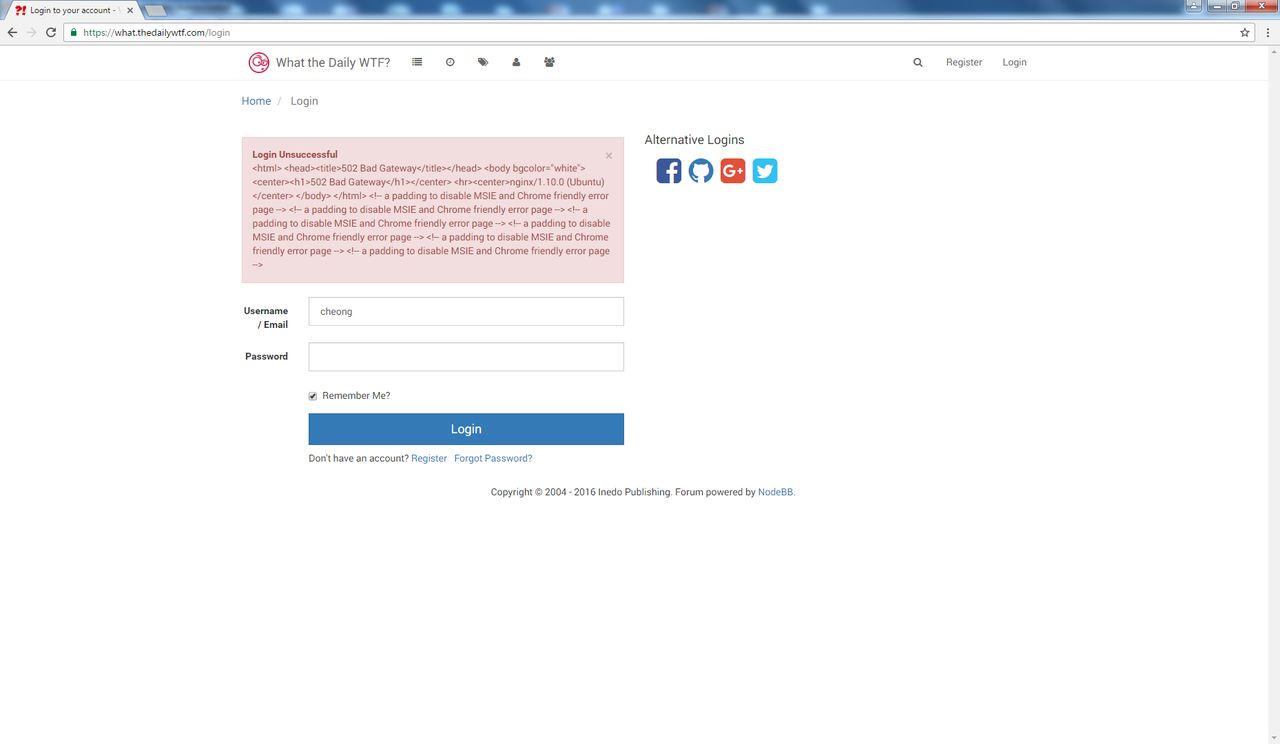 Login to your account - 
https://what.thedailywtf.com/login
What the Daily WTF?
Register
Login
Home / Login
Login Unsuccessful
×
<html> <head><title>502 Bad Gateway</title></head> <body bgcolor="white">
<center><h1>502 Bad Gateway</h1></center> <hr><center>nginx/1.10.0 (Ubuntu)
</center> </body> </html> <!-- a padding to disable MSIE and Chrome friendly error
page --> <!-- a padding to disable MSIE and Chrome friendly error page --> <!-- a
padding to disable MSIE and Chrome friendly error page --> <!-- a padding to disable
MSIE and Chrome friendly error page --> <!-- a padding to disable MSIE and Chrome
friendly error page --> <!-- a padding to disable MSIE and Chrome friendly error page
-->
Alternative Logins
G+
Username
/ Email
cheong
Password
Remember Me?
Login
Don't have an account? Register Forgot Password?
Copyright © 2004 - 2016 Inedo Publishing. Forum powered by NodeBB.